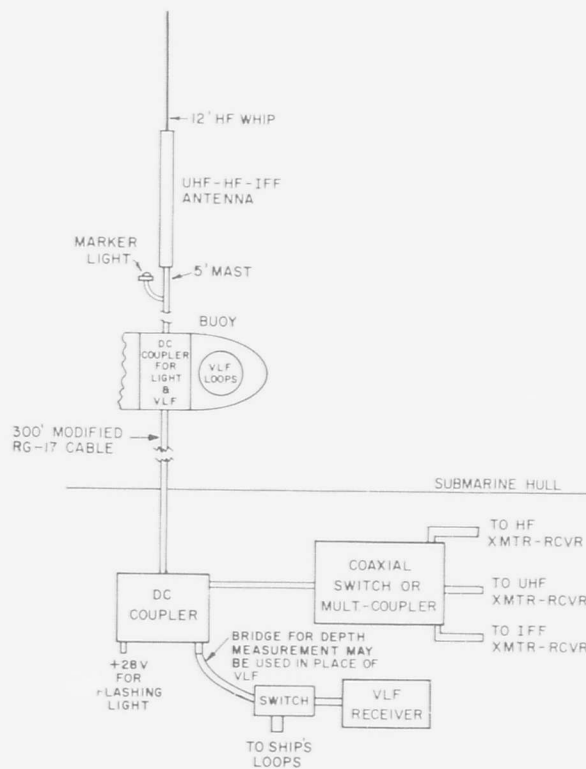 12' HF WHIP
UHF-HF-IFF
ANTENNA
MARKER
LIGHT
5' MAST
BUOY
DC
COUPLER
FOR
LIGHT
&
VLF
VLF
LOOPS
300' MODIFIED
RG-17 CABLE
SUBMARINE HULL
TO HF
XMTR-RCVR
COAXIAL
SWITCH OR
MULT-COUPLER
TO UHF
XMTR-RCVR
TO IFF
XMTR-RCVR
DC
COUPLER
+28V
FOR
FLASHING
LIGHT
BRIDGE FOR DEPTH
MEASUREMENT MAY
BE USED IN PLACE OF
VLF
SWITCH
VLF
RECEIVER
TO SHIP'S
LOOPS